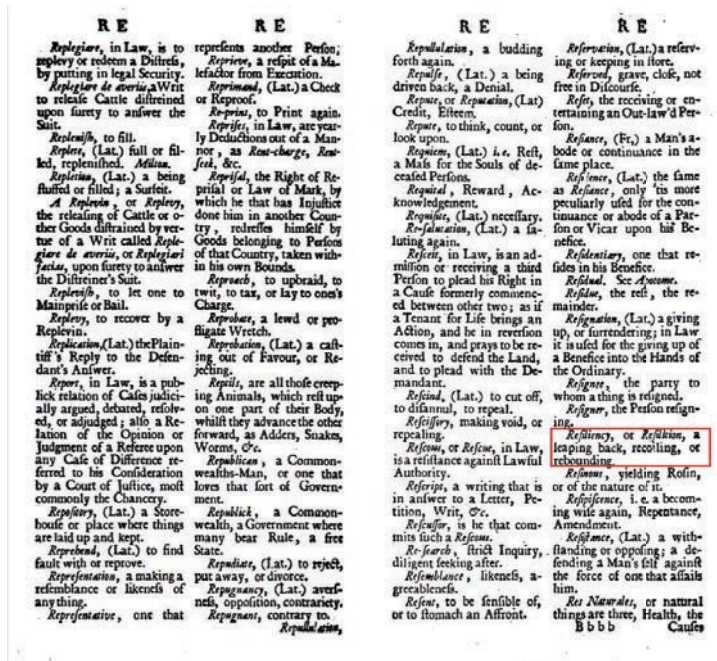 R E
Replegiare, in Law, is to
replevy or redeem a Diſtreſs,
by putting in legal Security.
Replegiare de averiis, a Writ
to releaſe Cattle diſtreined
upon ſurety to anſwer the
Suit.
Repleniſh, to fill.
Replete, (Lat.) full or fil-
led, repleniſhed. Milton.
Repletion, (Lat.) a being
ſtuffed or filled; a Surfeit.
A Replevin, or Replevy,
the releaſing of Cattle or o-
ther Goods diſtrained by ver-
tue of a Writ called Reple-
giare de averiis, or Replegiari
facias, upon ſurety to anſwer
the Diſtreiner's Suit.
Repleviſh, to let one to
Mainpriſe or Bail.
Replevy, to recover by a
Replevin.
Replication, (Lat.) the Plain-
tiff's Reply to the Defen-
dant's Anſwer.
Report, in Law, is a pub-
lick relation of Caſes judici-
ally argued, debated, reſolv-
ed, or adjudged; alſo a Re-
lation of the Opinion or
Judgment of a Referee upon
any Caſe of Difference re-
ferred to his Conſideration
by a Court of Juſtice, moſt
commonly the Chancery.
Repoſitory, (Lat.) a Store-
houſe or place where things
are laid up and kept.
Reprehend, (Lat.) to find
fault with or reprove.
Repreſentation, a making a
reſemblance or likeneſs of
any thing.
Repreſentative, one that
R E
repreſents another Perſon,
Reprieve, a reſpit of a Ma-
lefactor from Execution.
Reprimand, (Lat.) a Check
or Reproof.
Re-print, to Print again.
Repriſes, in Law, are year-
ly Deductions out of a Man-
nor, as Rent-charge, Rent-
ſeek, &c.
Repriſal, the Right of Re-
priſal or Law of Mark, by
which he that has Injuſtice
done him in another Coun-
try, redreſſes himſelf by
Goods belonging to Perſons
of that Country, taken with-
in his own Bounds.
Reproach, to upbraid, to
twit, to tax, or lay to ones's
Charge.
Reprobate, a lewd or pro-
fligate Wretch.
Reprobation, (Lat.) a caſt-
ing out of Favour, or Re-
jecting.
Reptils, are all thoſe creep-
ing Animals, which reſt up-
on one part of their Body,
whilſt they advance the other
forward, as Adders, Snakes,
Worms, &c.
Republican, a Common-
wealths-Man, or one that
loves that ſort of Govern-
ment.
Republick, a Common-
wealth, a Government where
many bear Rule, a free
State.
Repudiate, (Lat.) to reject,
put away, or divorce.
Repugnancy, (Lat.) averſ-
neſs, oppoſition, contrariety.
Repugnant, contrary to.
Repullulation,
R E
Repullulation, a budding
forth again.
Repulſe, (Lat.) a being
driven back, a Denial.
Repute, or Reputation, (Lat)
Credit, Eſteem.
Repute, to think, count, or
look upon.
Requiem, (Lat.) i.e. Reſt,
a Maſs for the Souls of de-
ceaſed Perſons.
Requital, Reward, Ac-
knowledgement.
Requiſite, (Lat.) neceſſary.
Re-ſalutation, (Lat.) a ſa-
luting again.
Reſceit, in Law, is an ad-
miſſion or receiving a third
Perſon to plead his Right in
a Cauſe formerly commenc-
ed between other two; as if
a Tenant for Life brings an
Action, and he in reverſion
comes in, and prays to be re-
ceived to defend the Land,
and to plead with the De-
mandant.
Reſcind, (Lat.) to cut off,
to diſannul, to repeal.
Reſciſſory, making void, or
repealing.
Reſcous, or Reſcue, in Law,
is a reſiſtance againſt Lawful
Authority.
Reſcript, a writing that is
in anſwer to a Letter, Pe-
tition, Writ, &c.
Reſcuſſor, is he that com-
mits ſuch a Reſcous.
Re-ſearch, ſtrict Inquiry,
diligent ſeeking after.
Reſemblance, likeneſs, a-
greeableneſs.
Reſent, to be ſenſible of,
or to ſtomach an Affront.
R E
Reſervation, (Lat.) a reſerv-
ing or keeping in ſtore.
Reſerved, grave, cloſe, not
free in Diſcourſe.
Reſet, the receiving or en-
tertaining an Out-law'd Per-
ſon.
Reſiance, (Fr,) a Man's a-
bode or continuance in the
ſame place.
Reſidence, (Lat.) the ſame
as Reſiance, only 'tis more
peculiarly uſed for the con-
tinuance or abode of a Par-
ſon or Vicar upon his Be-
nefice.
Reſidentiary, one that re-
ſides in his Benefice.
Reſidual. See Apotome.
Reſidue, the reſt, the re-
mainder.
Reſignation, (Lat.) a giving
up, or ſurrendering; in Law
it is uſed for the giving up of
a Benefice into the Hands of
the Ordinary.
Reſignee, the party to
whom a thing is reſigned.
Reſigner, the Perſon reſign-
ing.
Reſiliency, or Reſilition, a
leaping back, recoiling, or
rebounding.
Reſinous, yielding Roſin,
or of the nature of it.
Reſipiſcence, i. e. a becom-
ing wiſe again, Repentance,
Amendment.
Reſiſtance, (Lat.) a with-
ſtanding or oppoſing; a de-
fending a Man's ſelf againſt
the force of one that aſſails
him.
Res Naturales, or natural
things are three, Health, the
B b b b Cauſes